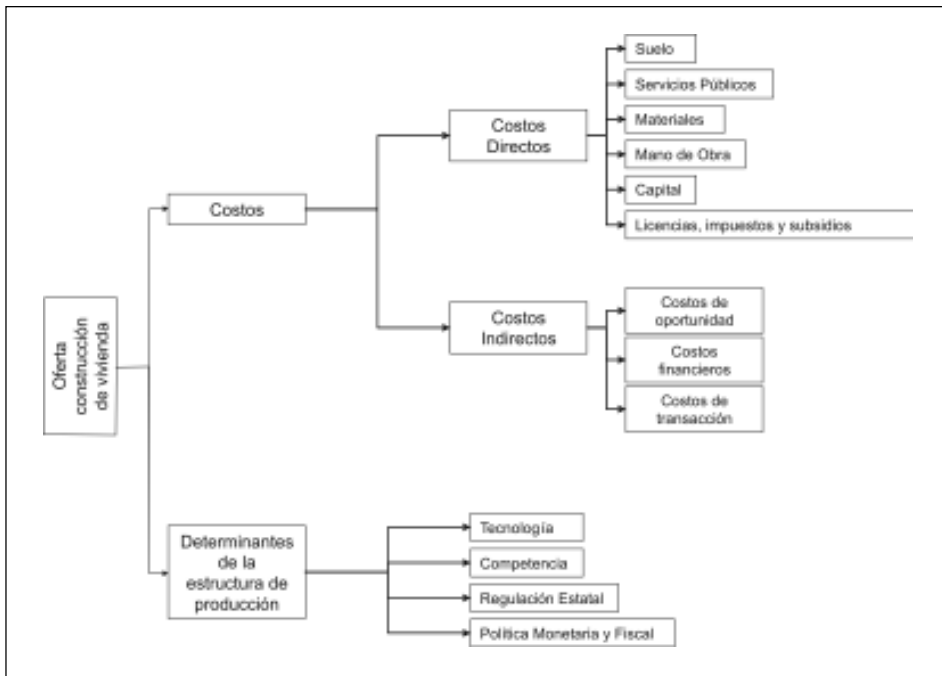 Oferta
construcción
de vivienda
Costos
Costos
Directos
Suelo
Servicios Públicos
Materiales
Mano de Obra
Capital
Licencias, impuestos y subsidios
Costos
Indirectos
Costos de
oportunidad
Costos
financieros
Costos de
transacción
Determinantes
de la
estructura de
producción
Tecnología
Competencia
Regulación Estatal
Política Monetaria y Fiscal